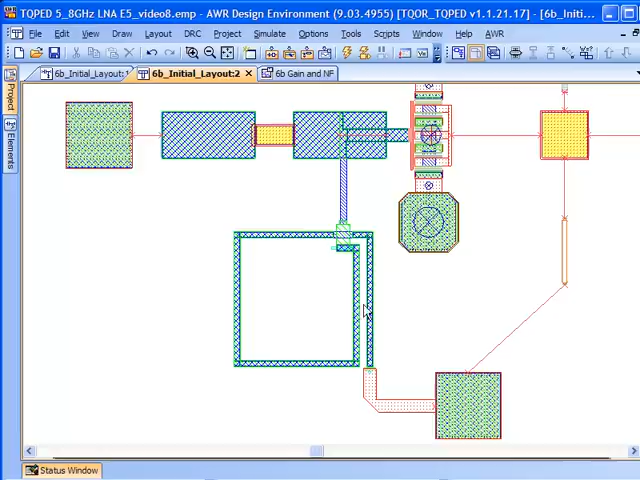 TQPED 5_8GHz LNA E5_video8.emp - AWR Design Environment (9.03.4955) [TQOR_TQPED v1.1.21.17] - [6b_Initi...
File Edit View Draw Layout DRC Project Simulate Options Tools Scripts Window Help AWR
6b_Initial_Layout:1 6b_Initial_Layout:2 6b Gain and NF
Project
Elements
Status Window